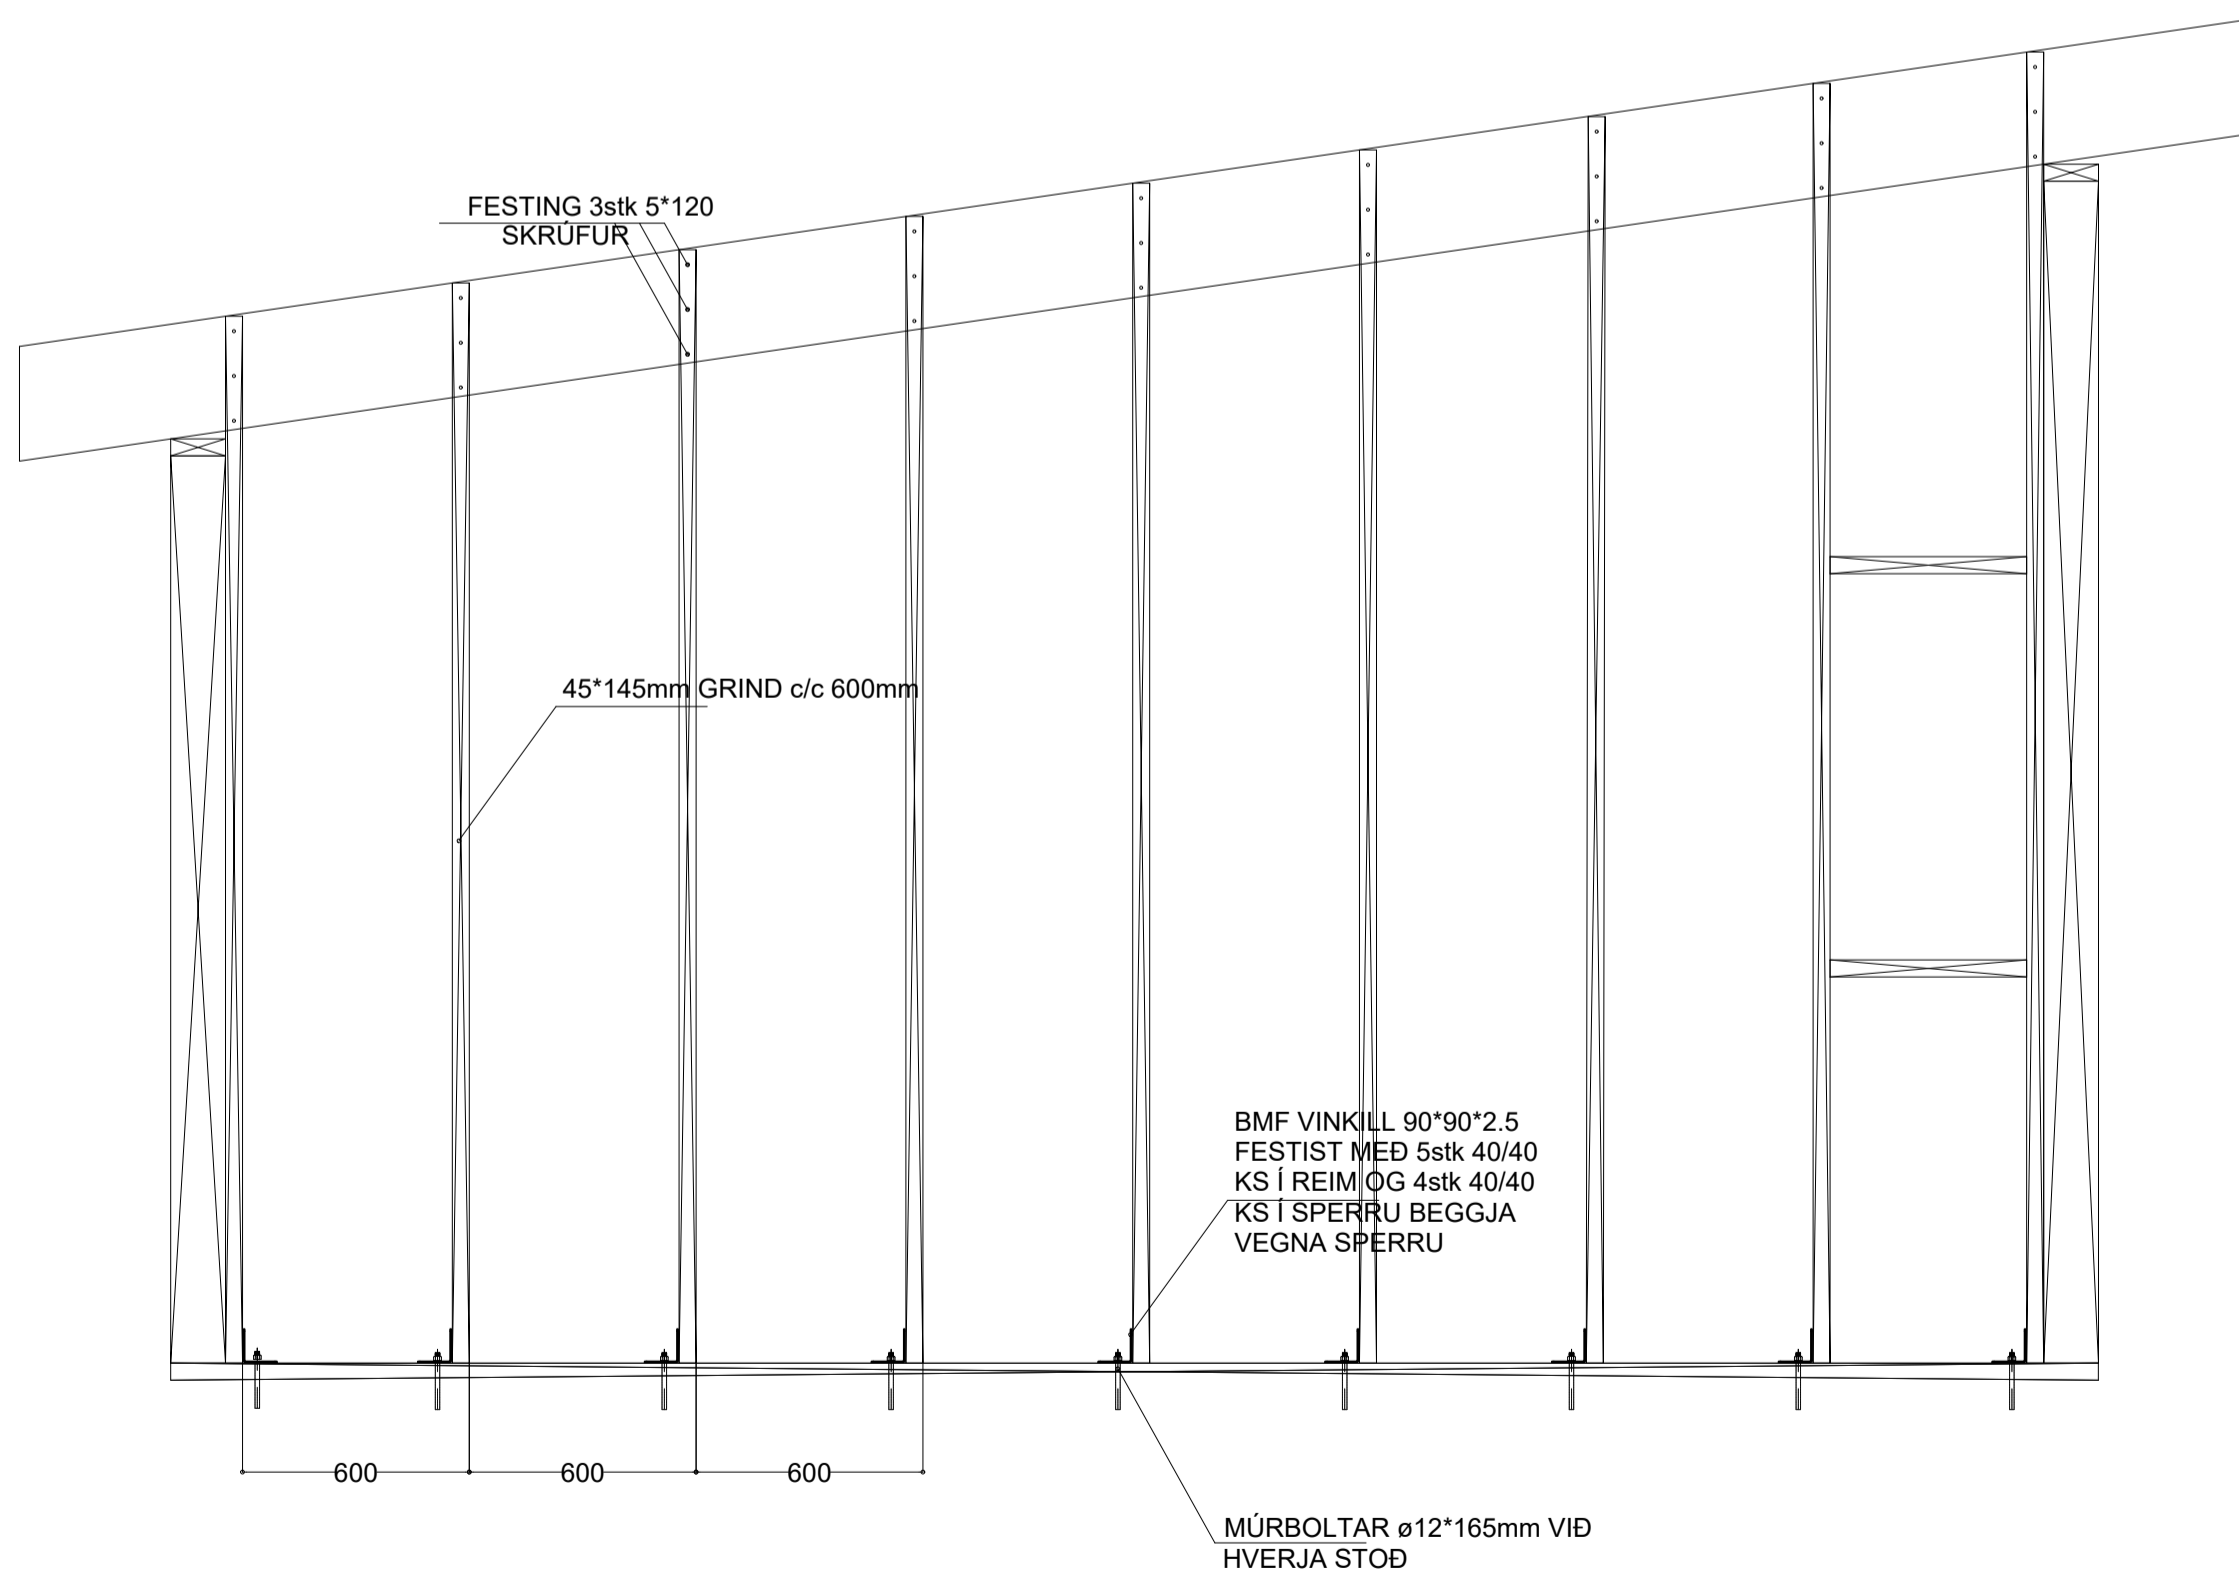 FESTING 3stk 5*120
SKRÚFUR
45*145mm GRIND c/c 600mm
BMF VINKILL 90*90*2.5
FESTIST MEÐ 5stk 40/40
KS Í REIM OG 4stk 40/40
KS Í SPERRU BEGGJA
VEGNA SPERRU
600
600
600
MÚRBOLTAR ø12*165mm VIÐ
HVERJA STOÐ